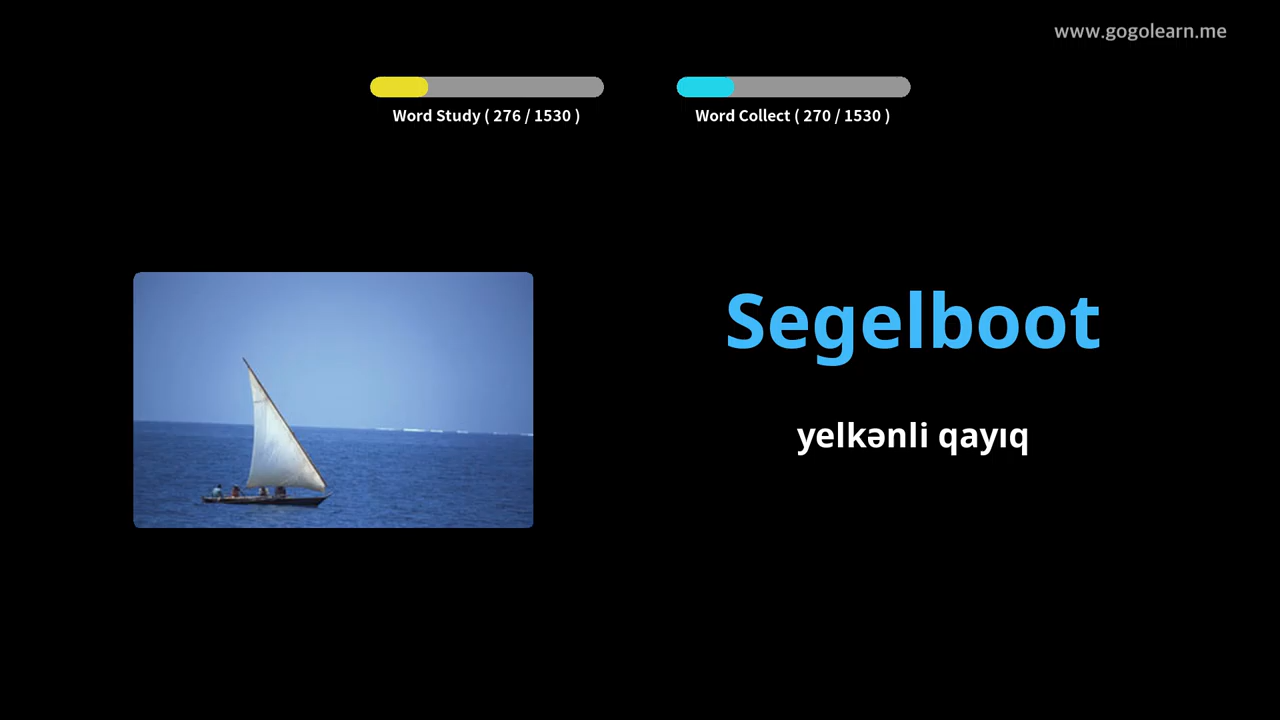 www.gogolearn.me
Word Study ( 276 / 1530 )
Word Collect ( 270 / 1530 )
Segelboot
yelkənli qayıq